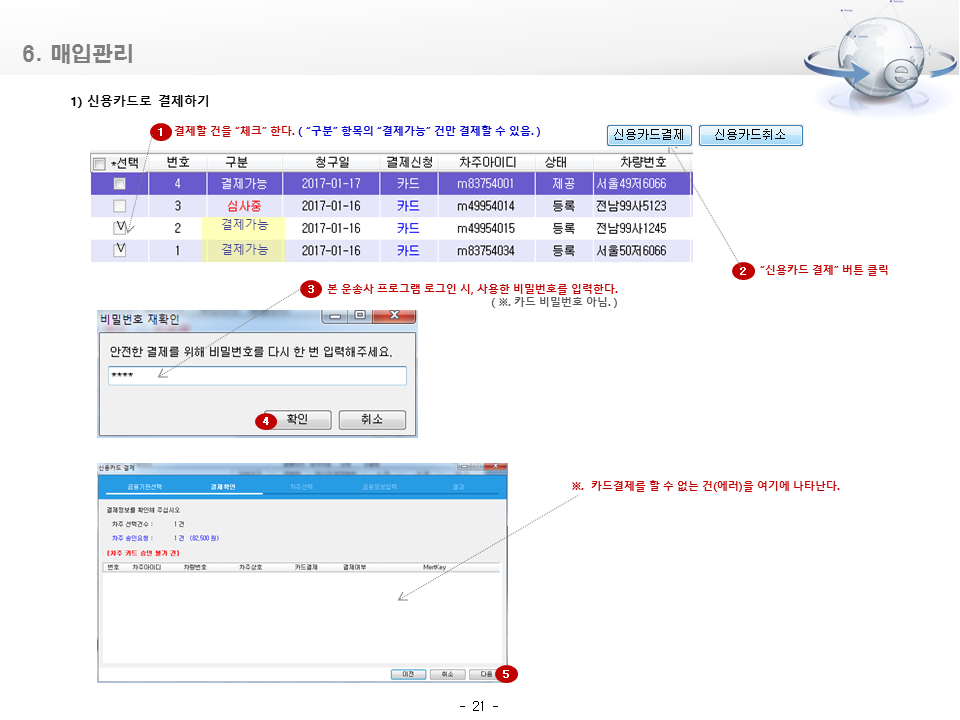 6. 매입관리
1) 신용카드로 결제하기
1 결제할 건을 "체크" 한다. ( "구분" 항목의 "결제가능" 건만 결제할 수 있음. )
신용카드결제 신용카드취소
*선택 번호 구분 청구일 결제신청 차주아이디 상태 차량번호
4 결제가능 2017-01-17 카드 m83754001 제공 서울49저6066
3 심사중 2017-01-16 카드 m49954014 등록 전남99사5123
V 2 결제가능 2017-01-16 카드 m49954015 등록 전남99사1245
V 1 결제가능 2017-01-16 카드 m83754034 등록 서울50저6066
2 "신용카드 결제" 버튼 클릭
3 본 운송사 프로그램 로그인 시, 사용한 비밀번호를 입력한다.
( ※. 카드 비밀번호 아님. )
비밀번호 재확인
안전한 결제를 위해 비밀번호를 다시 한 번 입력해주세요.
****
4 확인 취소
신용카드 결제
금융기관선택 결제확인 차주선택 금융정보입력 결과
※. 카드결제를 할 수 없는 건(에러)을 여기에 나타난다.
결제정보를 확인해 주십시오
차주 선택건수 : 1 건
차주 승인요청 : 1 건 (82,500 원)
[차주 카드 승인 불가 건]
번호 차주아이디 차량번호 차주상호 카드결제 결제여부 MertKey
이전 취소 다음 5
- 21 -